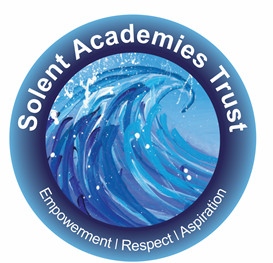 Solent Academies Trust
Empowerment | Respect | Aspiration